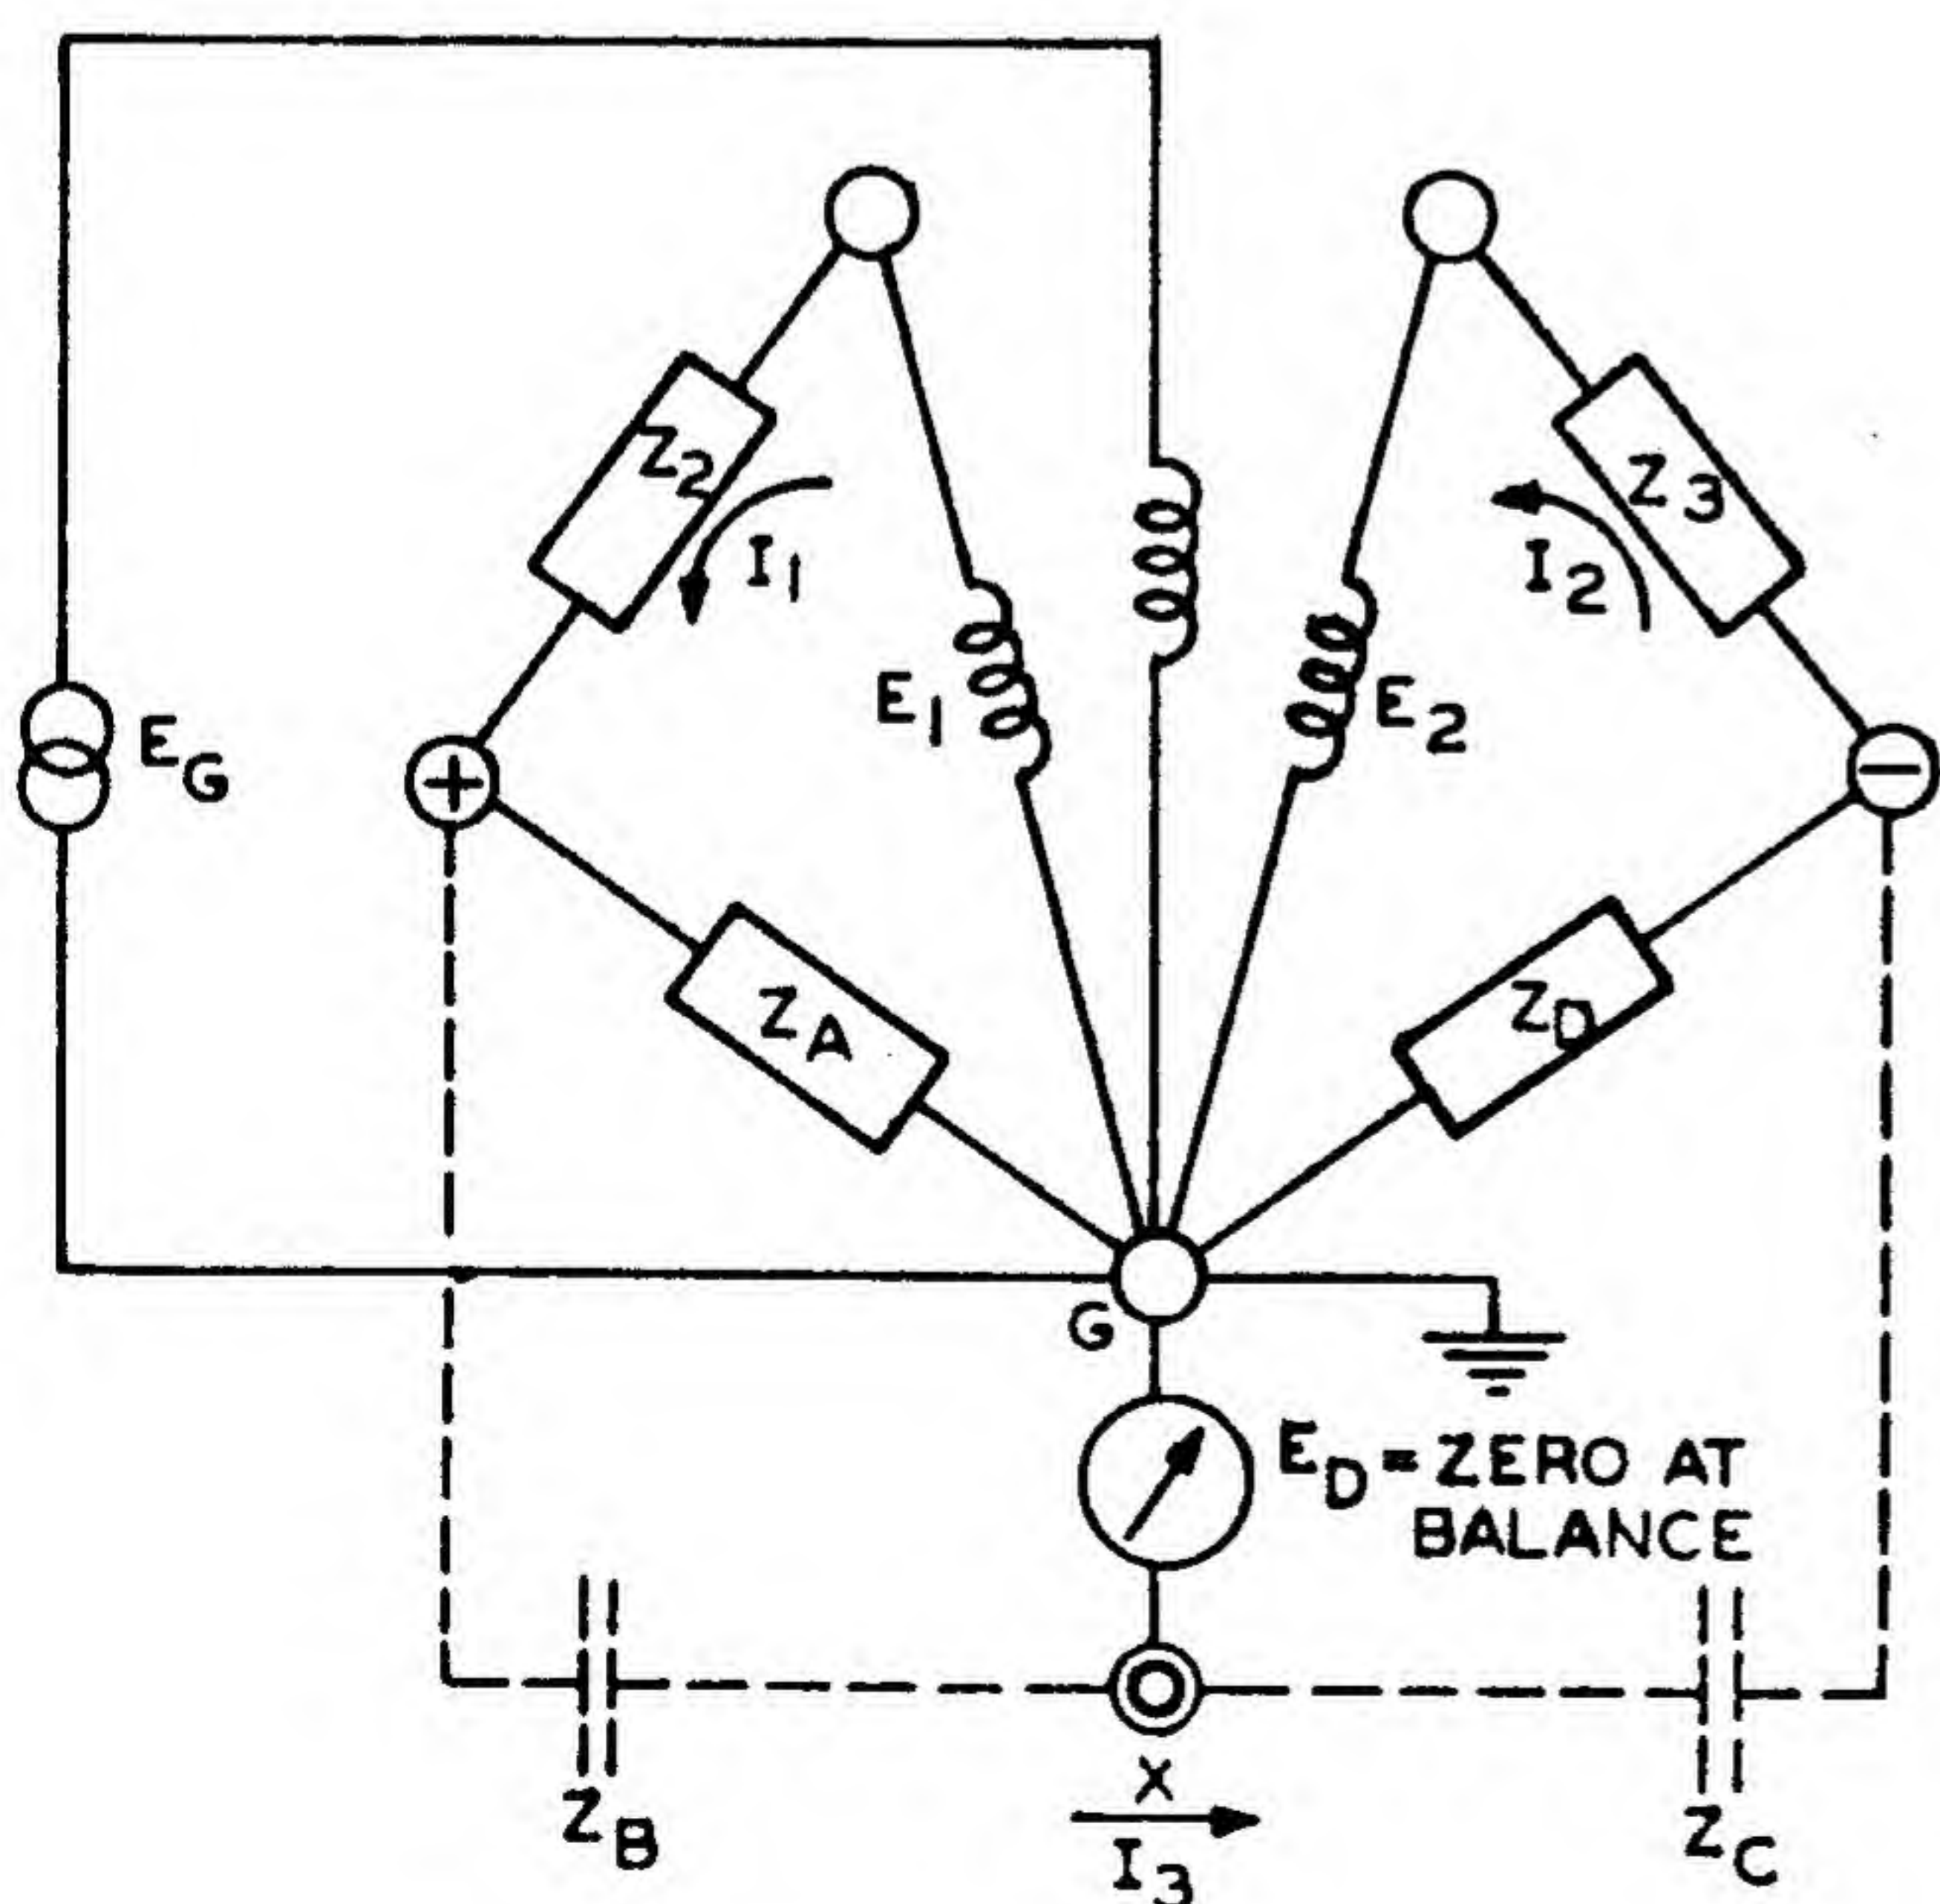 Z2
Z3
I1
I2
E1
E2
EG
+
−
ZA
ZD
G
ED = ZERO AT
BALANCE
X
I3
ZB
ZC